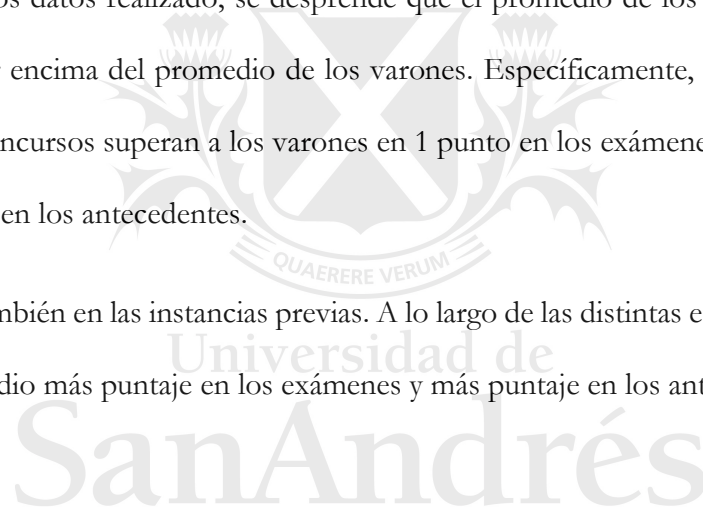 os datos realizado, se desprende que el promedio de los
encima del promedio de los varones. Específicamente,
ncursos superan a los varones en 1 punto en los exámene
en los antecedentes.
QUAERERE VERUM
mbién en las instancias previas. A lo largo de las distintas e
Universidad de
dio más puntaje en los exámenes y más puntaje en los ant
SanAndrés